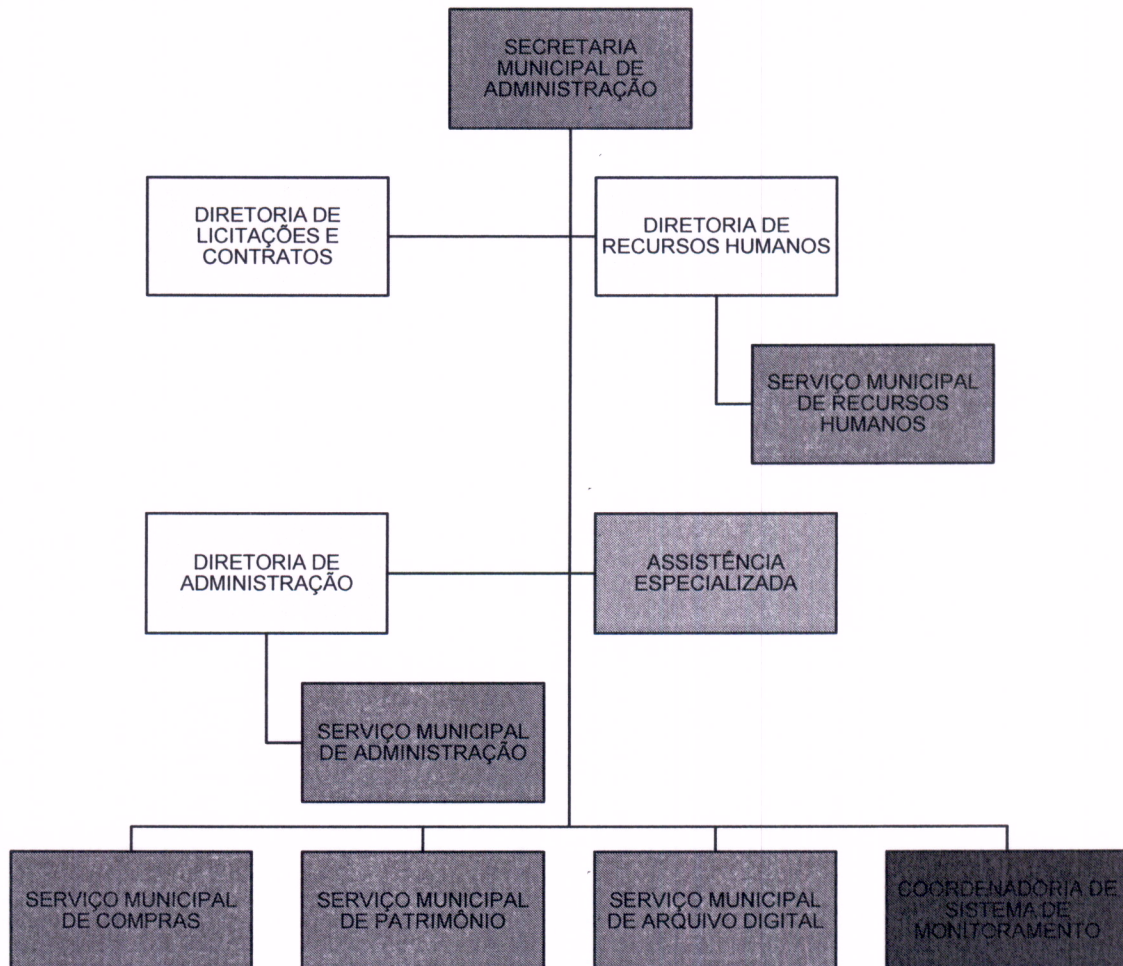 SECRETARIA
MUNICIPAL DE
ADMINISTRAÇÃO
DIRETORIA DE
LICITAÇÕES E
CONTRATOS
DIRETORIA DE
RECURSOS HUMANOS
SERVIÇO MUNICIPAL
DE RECURSOS
HUMANOS
DIRETORIA DE
ADMINISTRAÇÃO
ASSISTÊNCIA
ESPECIALIZADA
SERVIÇO MUNICIPAL
DE ADMINISTRAÇÃO
SERVIÇO MUNICIPAL
DE COMPRAS
SERVIÇO MUNICIPAL
DE PATRIMÔNIO
SERVIÇO MUNICIPAL
DE ARQUIVO DIGITAL
COORDENADORIA DE
SISTEMA DE
MONITORAMENTO